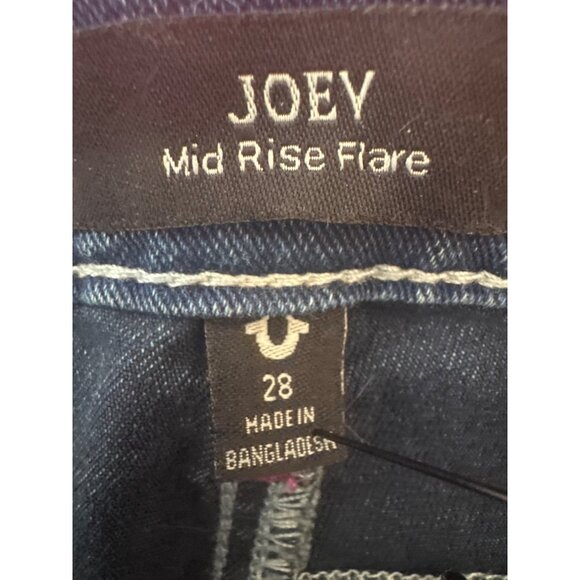 JOEY
Mid Rise Flare
28
MADE IN
BANGLADESH